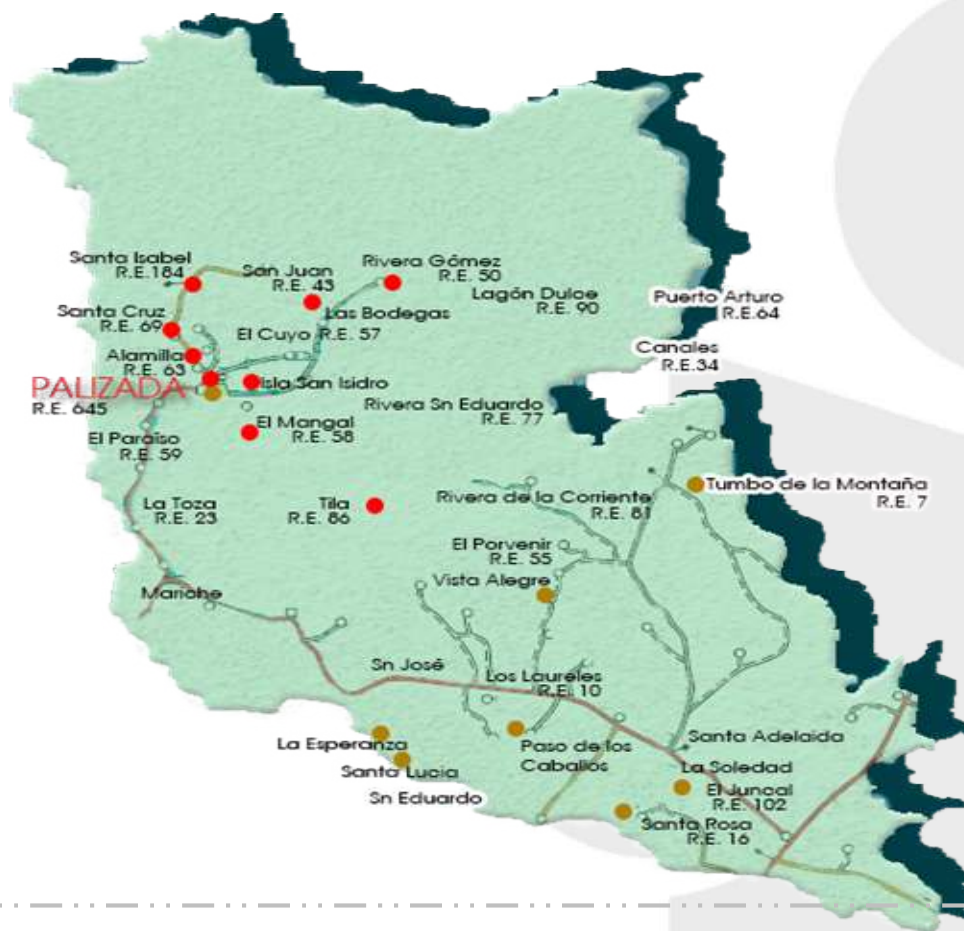 Santa Isabel
R.E.184
San Juan
R.E. 43
Rivera Gómez
R.E. 50
Lagón Dulce
R.E. 90
Puerto Arturo
R.E.64
Santa Cruz
R.E. 69
Las Bodegas
El Cuyo R.E. 57
Alamilla
R.E. 63
Canales
R.E.34
PALIZADA
R.E. 645
Isla San Isidro
Rivera Sn Eduardo
R.E. 77
El Mangal
R.E. 58
El Paraíso
R.E. 59
Tumbo de la Montaña
R.E. 7
La Toza
R.E. 23
Tila
R.E. 86
Rivera de la Corriente
R.E. 81
El Porvenir
R.E. 55
Vista Alegre
Mariche
Sn José
Los Laureles
R.E. 10
La Esperanza
Paso de los
Caballos
Santa Adelaida
Santa Lucia
La Soledad
Sn Eduardo
El Juncal
R.E. 102
Santa Rosa
R.E. 16